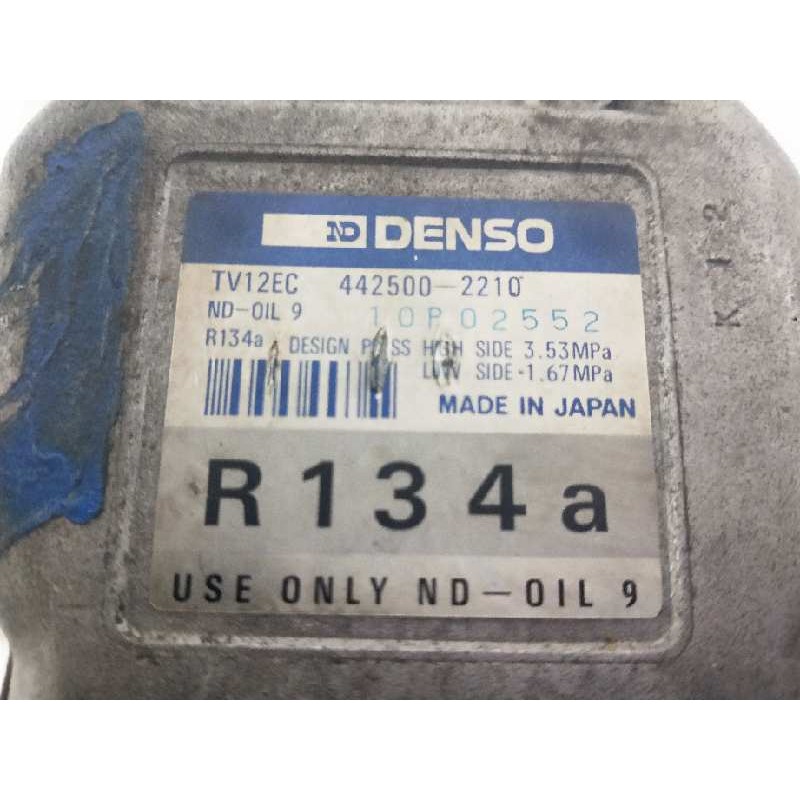 ND DENSO
TV12EC 442500-2210
ND-OIL 9 10P02552
R134a DESIGN PRESS HIGH SIDE 3.53MPa
LOW SIDE 1.67MPa
MADE IN JAPAN
R134a
USE ONLY ND-OIL 9
K12